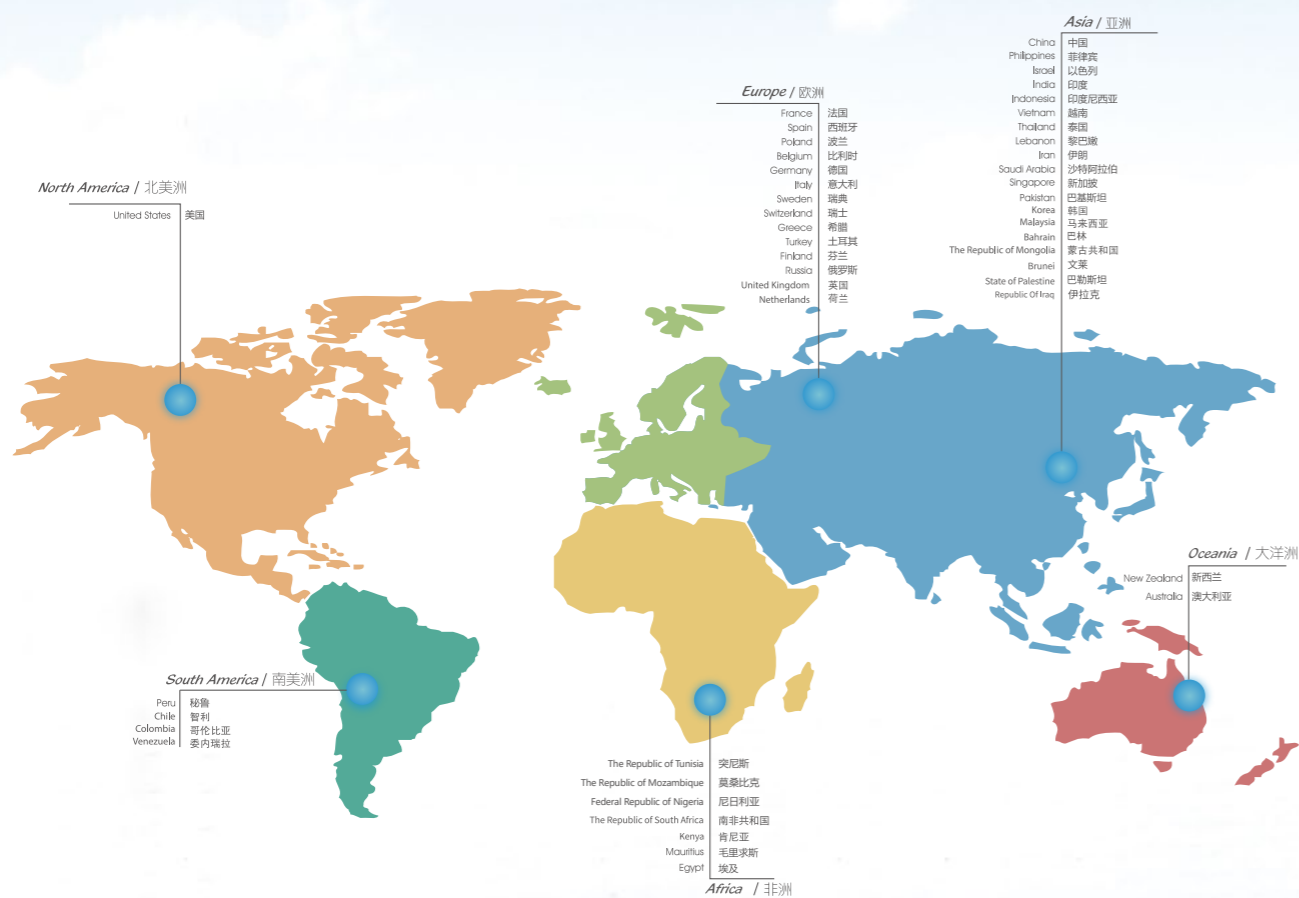 Asia / 亚洲
China 中国
Philippines 菲律宾
Israel 以色列
India 印度
Indonesia 印度尼西亚
Vietnam 越南
Thailand 泰国
Lebanon 黎巴嫩
Iran 伊朗
Saudi Arabia 沙特阿拉伯
Singapore 新加披
Pakistan 巴基斯坦
Korea 韩国
Malaysia 马来西亚
Bahrain 巴林
The Republic of Mongolia 蒙古共和国
Brunei 文莱
State of Palestine 巴勒斯坦
Republic Of Iraq 伊拉克
Europe / 欧洲
France 法国
Spain 西班牙
Poland 波兰
Belgium 比利时
Germany 德国
Italy 意大利
Sweden 瑞典
Switzerland 瑞士
Greece 希腊
Turkey 土耳其
Finland 芬兰
Russia 俄罗斯
United Kingdom 英国
Netherlands 荷兰
North America / 北美洲
United States 美国
Oceania / 大洋洲
New Zealand 新西兰
Australia 澳大利亚
South America / 南美洲
Peru 秘鲁
Chile 智利
Colombia 哥伦比亚
Venezuela 委内瑞拉
The Republic of Tunisia 突尼斯
The Republic of Mozambique 莫桑比克
Federal Republic of Nigeria 尼日利亚
The Republic of South Africa 南非共和国
Kenya 肯尼亚
Mauritius 毛里求斯
Egypt 埃及
Africa / 非洲